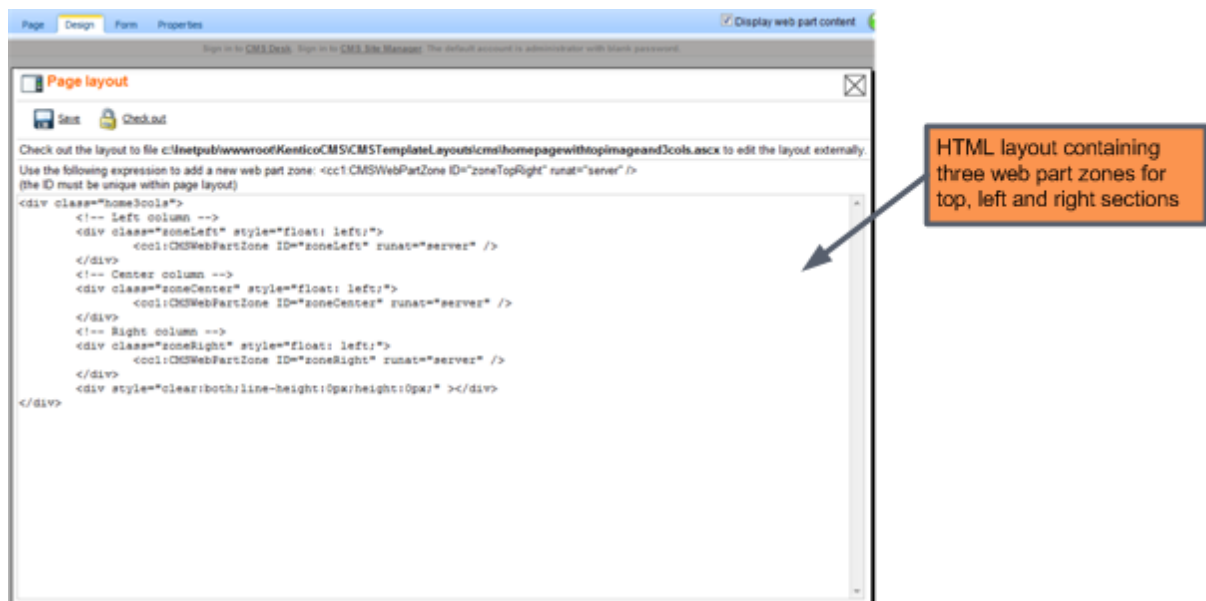 Page Design Form Properties Display web part content
Sign in to CMS Desk. Sign in to CMS Site Manager. The default account is administrator with blank password.
Page layout
Save Check out
Check out the layout to file c:\Inetpub\wwwroot\KenticoCMS\CMSTemplateLayouts\cms\homepagewithtopimageand3cols.ascx to edit the layout externally.
Use the following expression to add a new web part zone: <cc1:CMSWebPartZone ID="zoneTopRight" runat="server" />
(the ID must be unique within page layout)
<div class="home3cols">
<!-- Left column -->
<div class="zoneLeft" style="float: left;">
<cc1:CMSWebPartZone ID="zoneLeft" runat="server" />
</div>
<!-- Center column -->
<div class="zoneCenter" style="float: left;">
<cc1:CMSWebPartZone ID="zoneCenter" runat="server" />
</div>
<!-- Right column -->
<div class="zoneRight" style="float: left;">
<cc1:CMSWebPartZone ID="zoneRight" runat="server" />
</div>
<div style="clear:both;line-height:0px;height:0px;" ></div>
</div>
HTML layout containing
three web part zones for
top, left and right sections